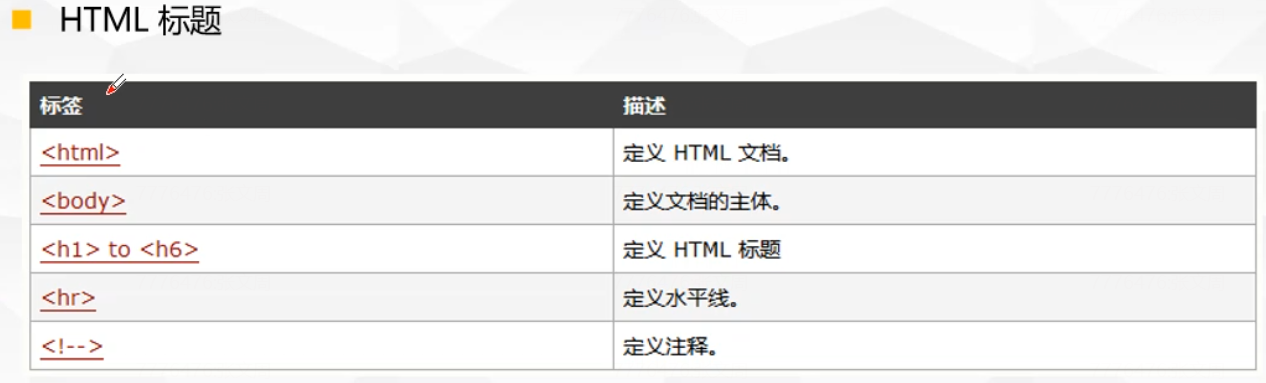 HTML 标题
标签 描述
<html> 定义 HTML 文档。
<body> 定义文档的主体。
<h1> to <h6> 定义 HTML 标题
<hr> 定义水平线。
<!--> 定义注释。